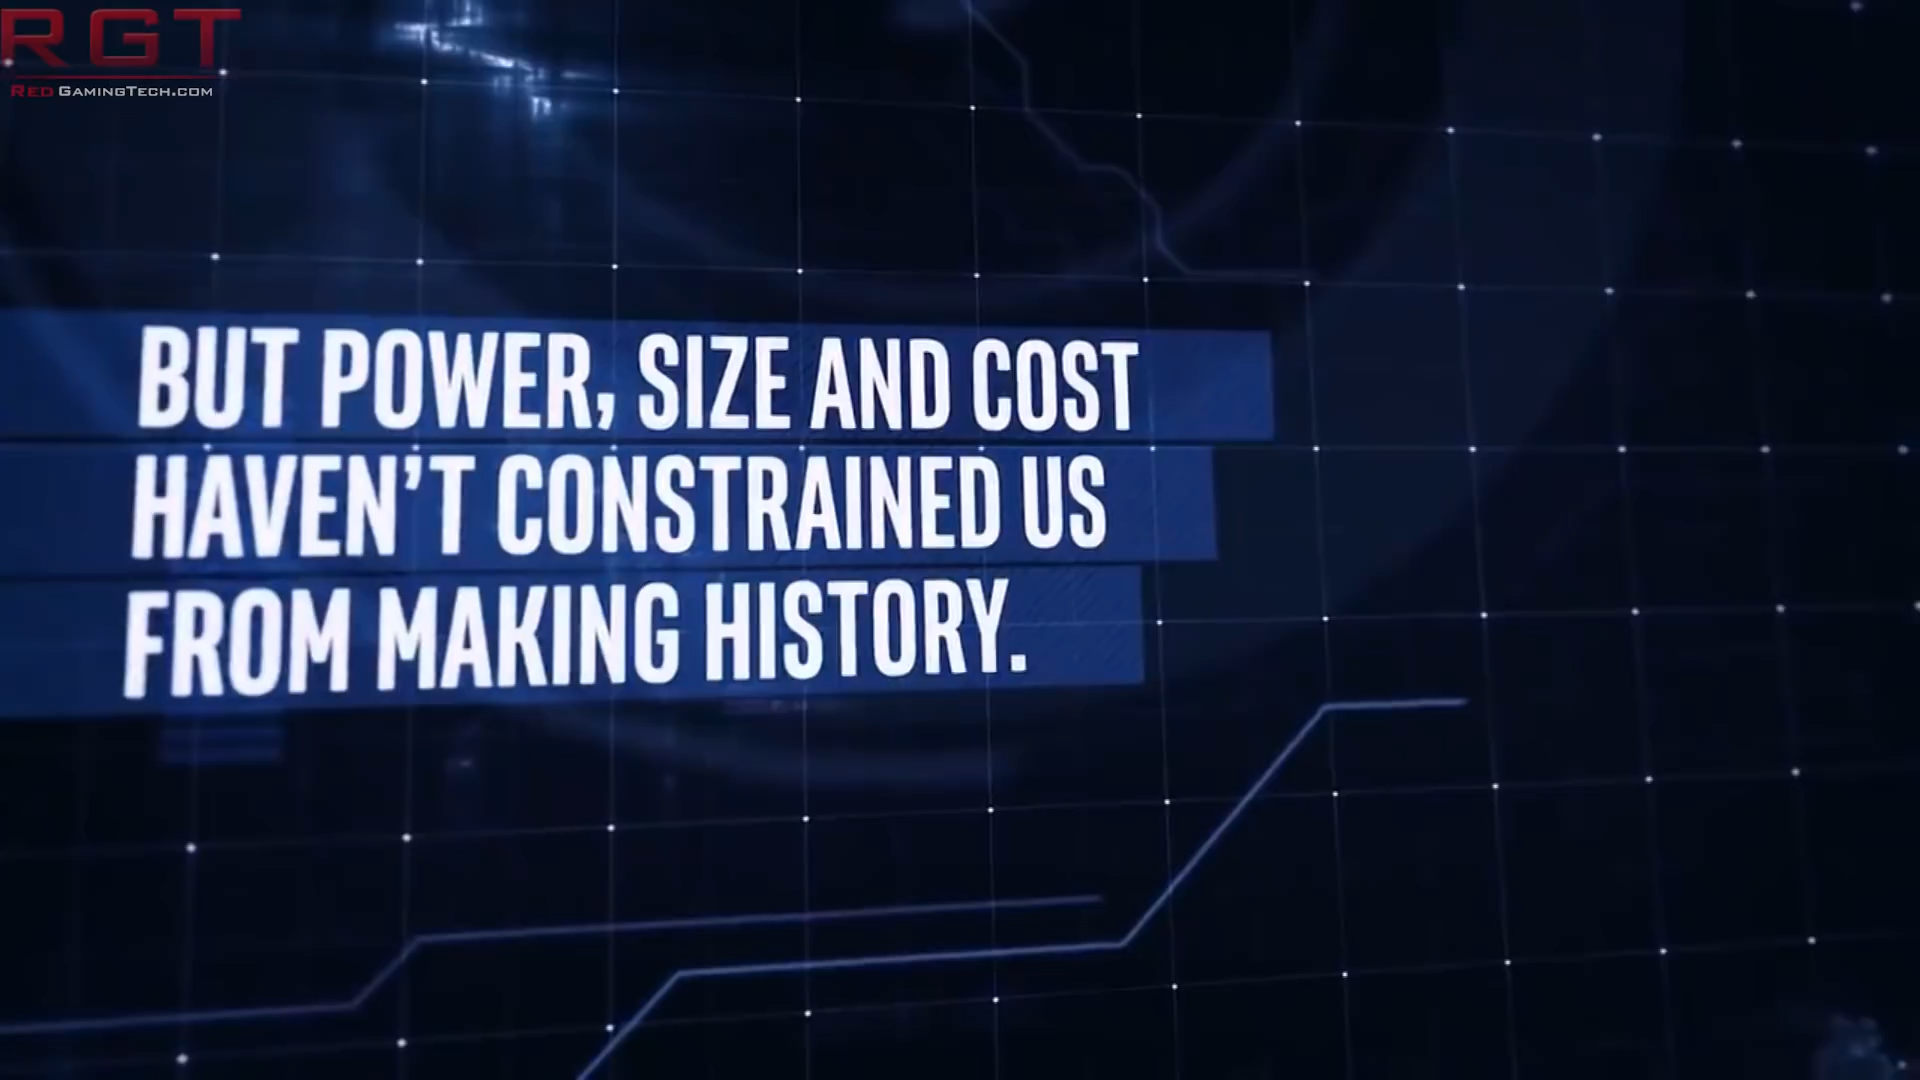 RGT
RED GAMINGTECH.COM
BUT POWER, SIZE AND COST
HAVEN'T CONSTRAINED US
FROM MAKING HISTORY.